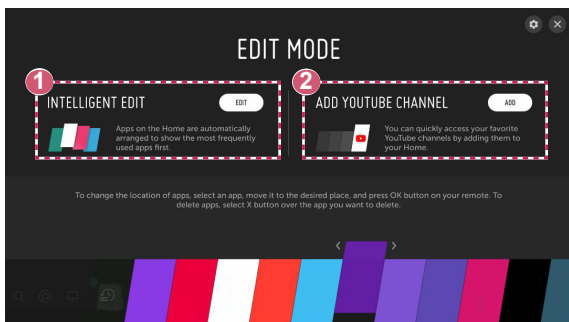 EDIT MODE
1
2
INTELLIGENT EDIT
EDIT
Apps on the Home are automatically
arranged to show the most frequently
used apps first.
ADD YOUTUBE CHANNEL
ADD
You can quickly access your favorite
YouTube channels by adding them to
your Home.
To change the location of apps, select an app, move it to the desired place, and press OK button on your remote. To
delete apps, select X button over the app you want to delete.